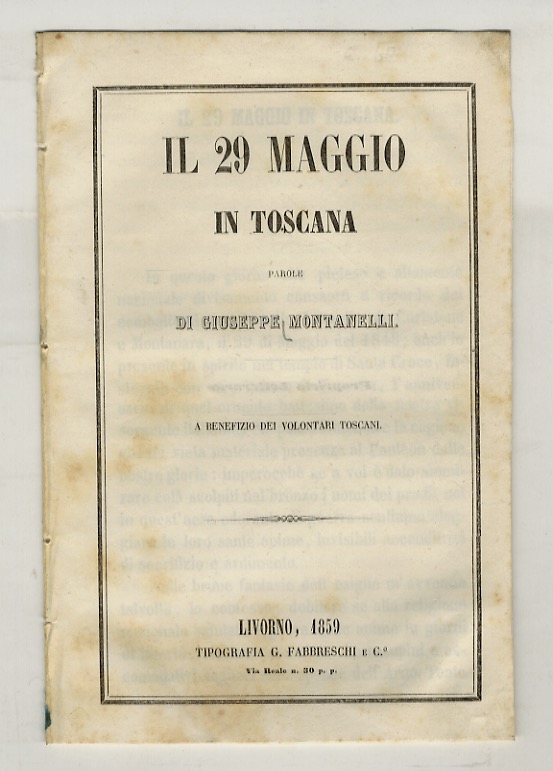 IL 29 MAGGIO
IN TOSCANA
PAROLE
DI GIUSEPPE MONTANELLI.
A BENEFIZIO DEI VOLONTARI TOSCANI.
LIVORNO, 1859
TIPOGRAFIA G. FABBRESCHI E C.º
Via Reale n. 30 p. p.